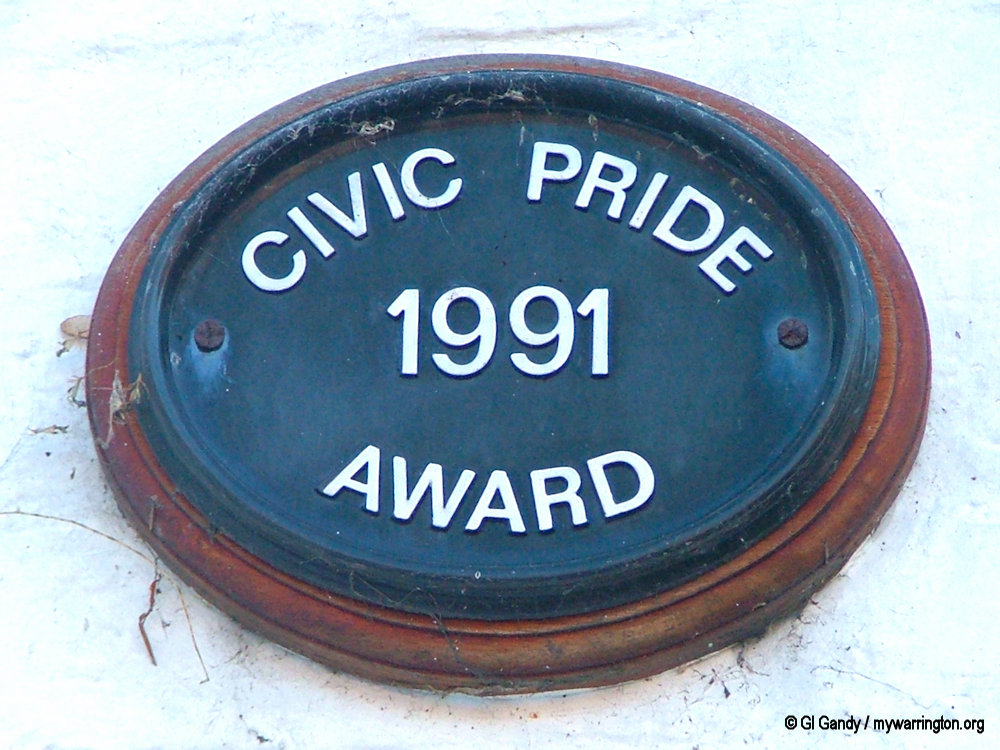 CIVIC PRIDE
1991
AWARD
© GI Gandy / mywarrington.org